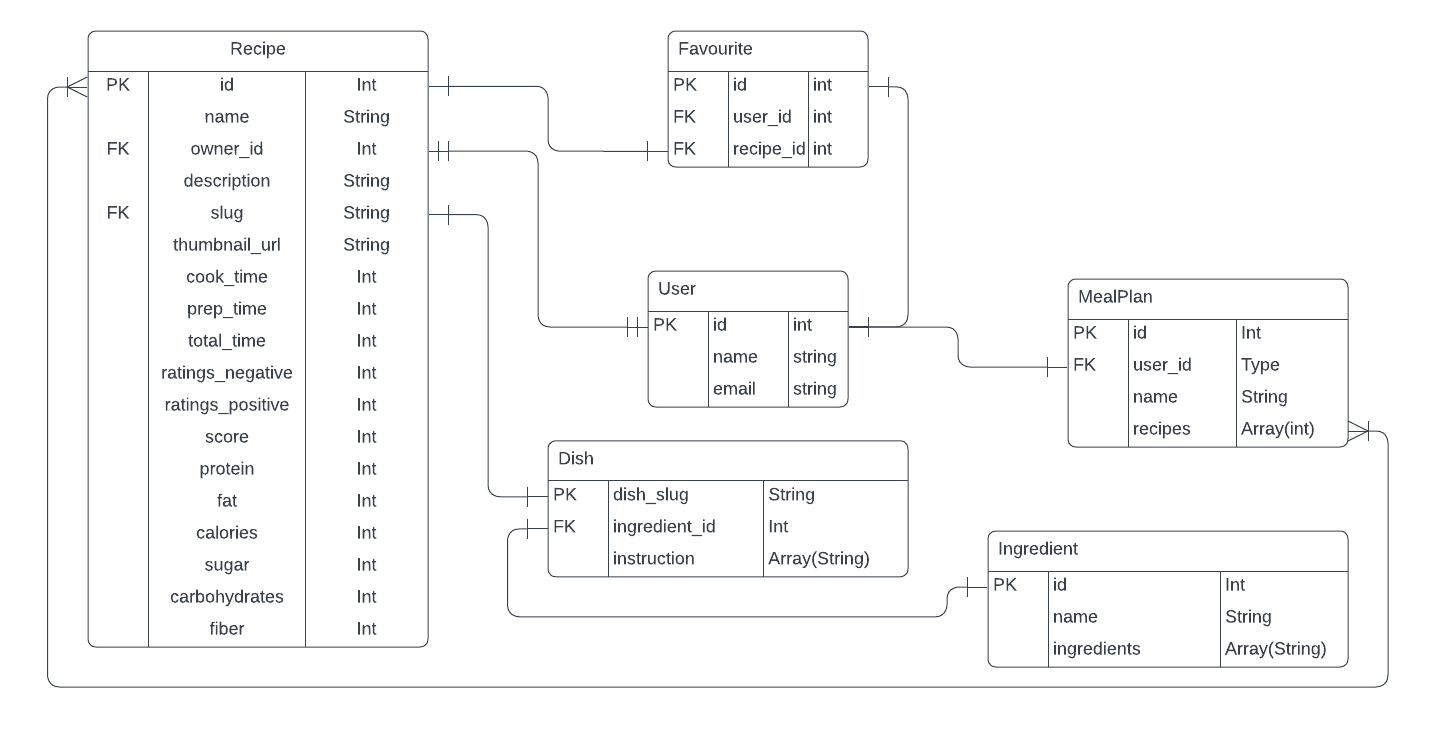 Recipe
PK id Int
name String
FK owner_id Int
description String
FK slug String
thumbnail_url String
cook_time Int
prep_time Int
total_time Int
ratings_negative Int
ratings_positive Int
score Int
protein Int
fat Int
calories Int
sugar Int
carbohydrates Int
fiber Int
Favourite
PK id int
FK user_id int
FK recipe_id int
User
PK id int
name string
email string
MealPlan
PK id Int
FK user_id Type
name String
recipes Array(int)
Dish
PK dish_slug String
FK ingredient_id Int
instruction Array(String)
Ingredient
PK id Int
name String
ingredients Array(String)